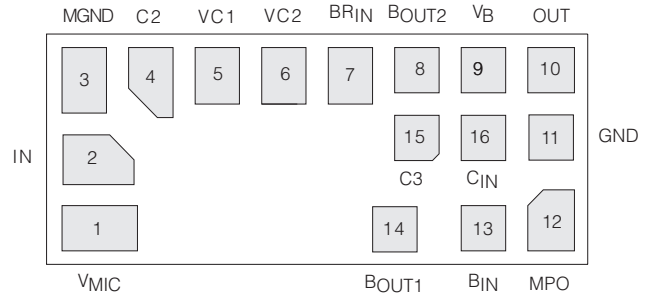 MGND C2 VC1 VC2 BRIN BOUT2 VB OUT
3 4 5 6 7 8 9 10
IN 2 15 16 11 GND
C3 CIN
1 14 13 12
VMIC BOUT1 BIN MPO